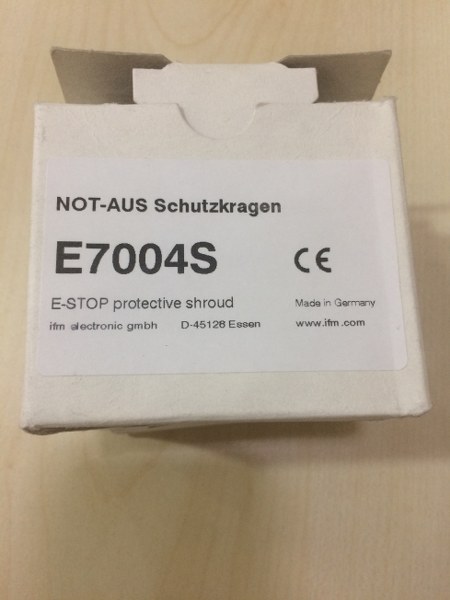 NOT-AUS Schutzkragen
E7004S CE
E-STOP protective shroud Made in Germany
ifm electronic gmbh D-45128 Essen www.ifm.com